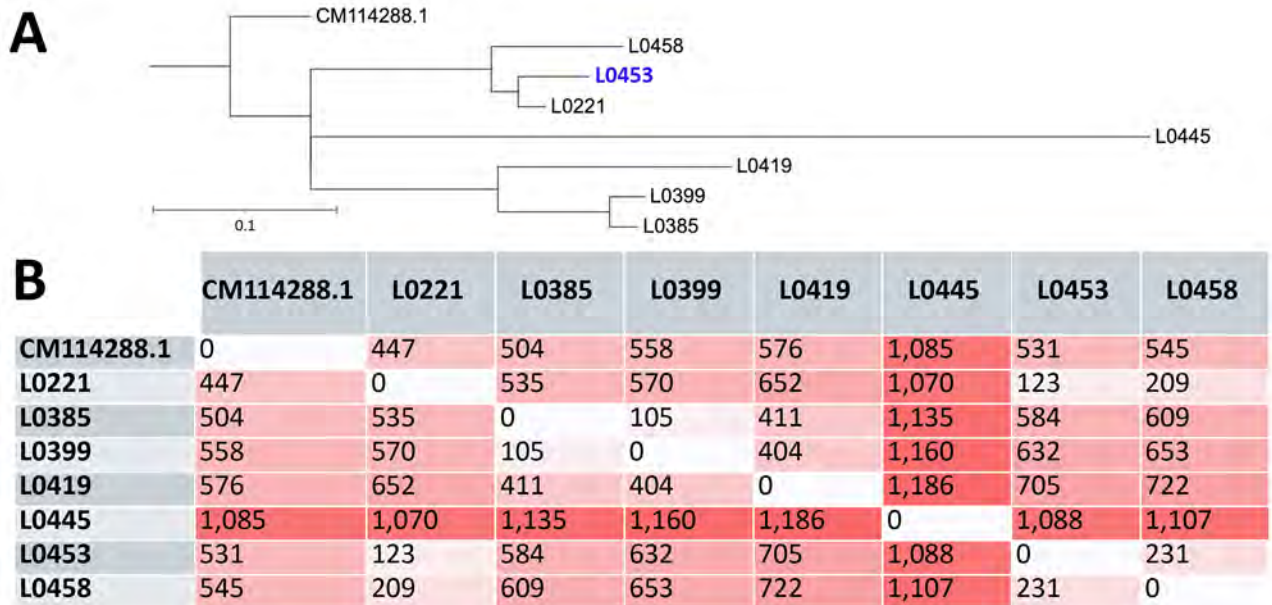 A
CM114288.1
L0458
L0453
L0221
L0445
L0419
L0399
L0385
0.1
B
CM114288.1 L0221 L0385 L0399 L0419 L0445 L0453 L0458
CM114288.1 0 447 504 558 576 1,085 531 545
L0221 447 0 535 570 652 1,070 123 209
L0385 504 535 0 105 411 1,135 584 609
L0399 558 570 105 0 404 1,160 632 653
L0419 576 652 411 404 0 1,186 705 722
L0445 1,085 1,070 1,135 1,160 1,186 0 1,088 1,107
L0453 531 123 584 632 705 1,088 0 231
L0458 545 209 609 653 722 1,107 231 0